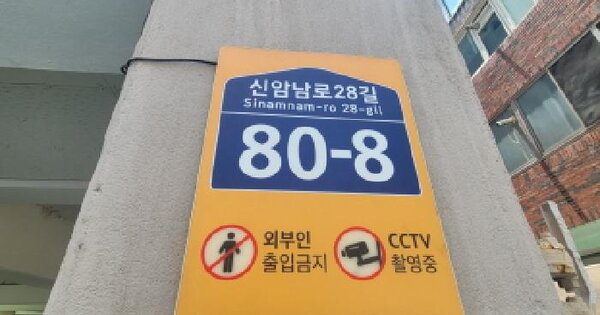 신암남로28길
Sinamnam-ro 28-gil
80-8
외부인
출입금지
CCTV
촬영중